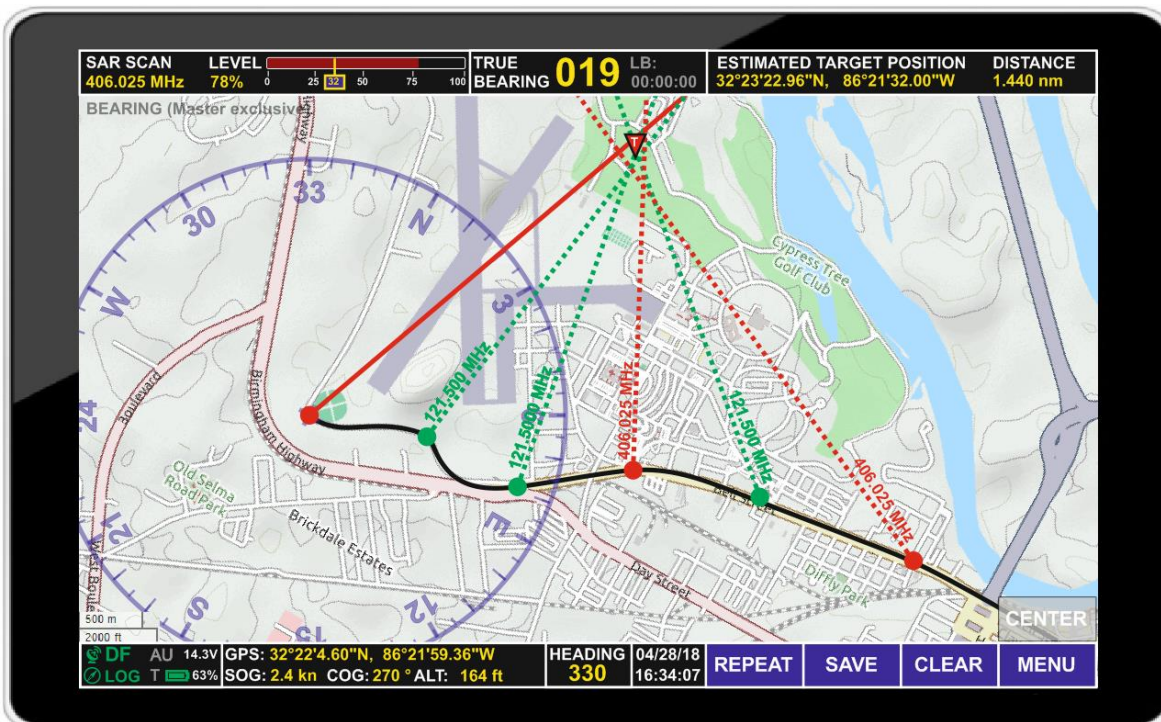 SAR SCAN LEVEL
406.025 MHz 78% 0 25 32 50 75 100
TRUE BEARING 019
LB: 00:00:00
ESTIMATED TARGET POSITION DISTANCE
32°23'22.96"N, 86°21'32.00"W 1.440 nm
BEARING (Master exclusive)
Highway
T
33
30
N
W
3
24
21
S
15
12
E
Cypress Tree
Golf Club
Boulevard
Birmingham Highway
121.500 MHz
121.5000 MHz
406.025 MHz
121.500 MHz
406.025 MHz
Old Selma
Road Park
Brickdale Estates
West Boule
Day Street
Diffly Park
500 m
2000 ft
CENTER
DF AU 14.3V
LOG T 63%
GPS: 32°22'4.60"N, 86°21'59.36"W
SOG: 2.4 kn COG: 270 ° ALT: 164 ft
HEADING
330
04/28/18
16:34:07
REPEAT
SAVE
CLEAR
MENU